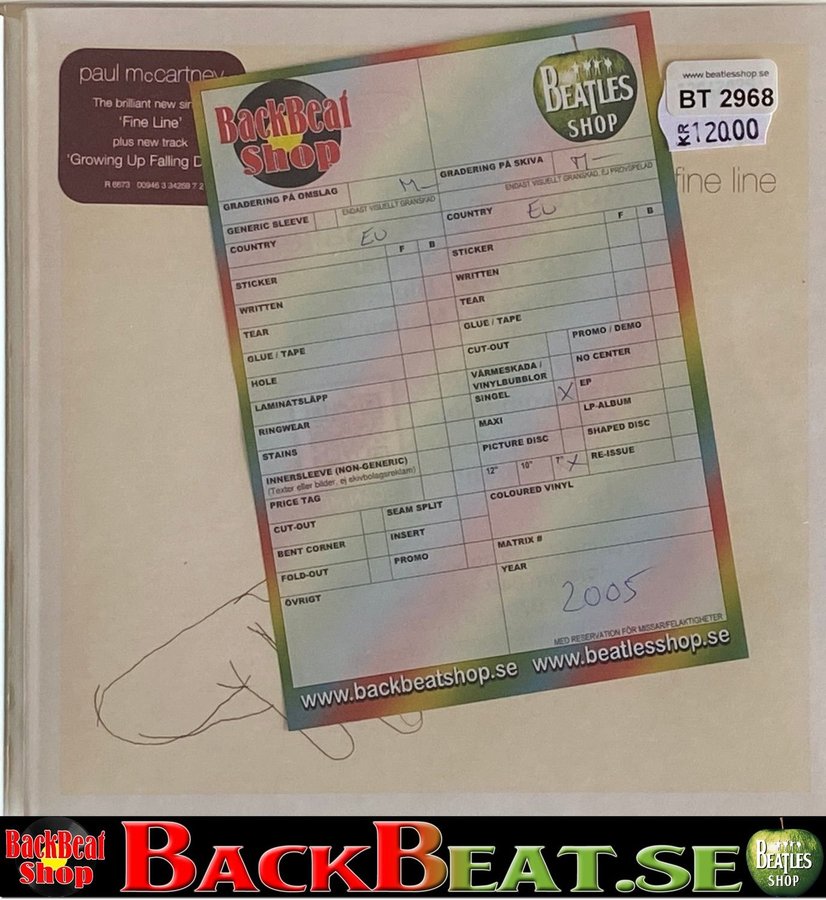 paul mccartney
The brilliant new sin
'Fine Line'
plus new track
'Growing Up Falling D
R 6673 00946 3 34259 7 2
fine line
www.beatlesshop.se
BT 2968
KR 120.00
BackBeat
Shop
BEATLES
SHOP
GRADERING PÅ OMSLAG M-
ENDAST VISUELLT GRANSKAD
GENERIC SLEEVE
COUNTRY EU
F B
STICKER
WRITTEN
TEAR
GLUE / TAPE
HOLE
LAMINATSLÄPP
RINGWEAR
STAINS
INNERSLEEVE (NON-GENERIC)
(Texter eller bilder, ej skivbolagsreklam)
PRICE TAG
CUT-OUT SEAM SPLIT
BENT CORNER INSERT
FOLD-OUT PROMO
ÖVRIGT
GRADERING PÅ SKIVA M-
ENDAST VISUELLT GRANSKAD, EJ PROVSPELAD
COUNTRY EU
F B
STICKER
WRITTEN
TEAR
GLUE / TAPE
CUT-OUT PROMO / DEMO
VÄRMESKADA / NO CENTER
VINYLBUBBLOR
SINGEL X EP
MAXI LP-ALBUM
PICTURE DISC SHAPED DISC
12" 10" 7" X RE-ISSUE
COLOURED VINYL
MATRIX #
YEAR
2005
MED RESERVATION FÖR MISSAR/FELAKTIGHETER
www.backbeatshop.se www.beatlesshop.se
BackBeat
Shop
BACKBEAT.SE
BEATLES
SHOP